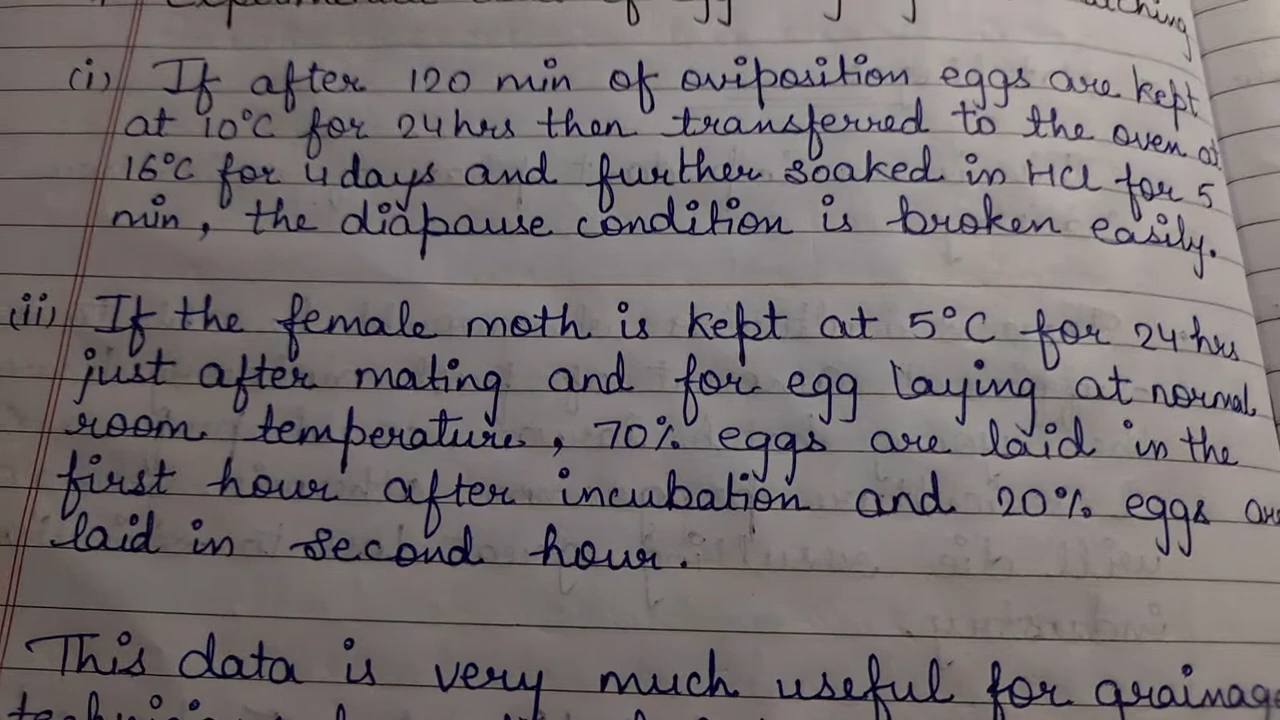 of egg laying
hatching
(i) If after 120 min of oviposition eggs are kept
at 10°C for 24hrs then transferred to the oven at
16°C for 4days and further soaked in HCl for 5
min, the diapause condition is broken easily.
(ii) If the female moth is kept at 5°C for 24 hrs
just after mating and for egg laying at normal
room temperature, 70% eggs are laid in the
first hour after incubation and 20% eggs are
laid in second hour.
This data is very much useful for grainage